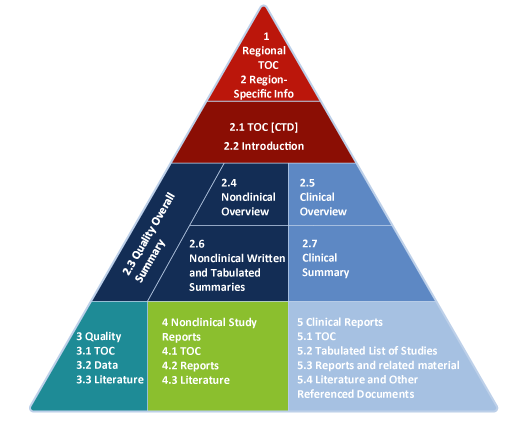 1
Regional
TOC
2 Region-
Specific Info
2.1 TOC [CTD]
2.2 Introduction
2.3 Quality Overall
Summary
2.4
Nonclinical
Overview
2.5
Clinical
Overview
2.6
Nonclinical Written
and Tabulated
Summaries
2.7
Clinical
Summary
3 Quality
3.1 TOC
3.2 Data
3.3 Literature
4 Nonclinical Study
Reports
4.1 TOC
4.2 Reports
4.3 Literature
5 Clinical Reports
5.1 TOC
5.2 Tabulated List of Studies
5.3 Reports and related material
5.4 Literature and Other
Referenced Documents